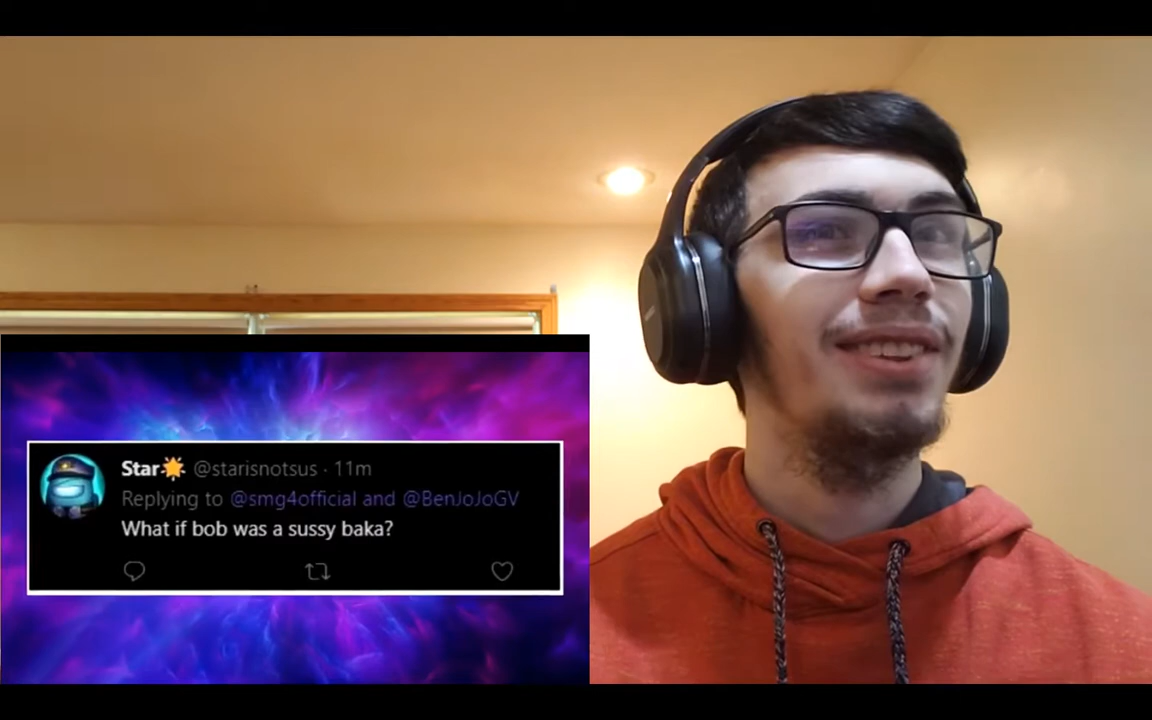 Star🌟 @starisnotsus · 11m
Replying to @smg4official and @BenJoJoGV
What if bob was a sussy baka?